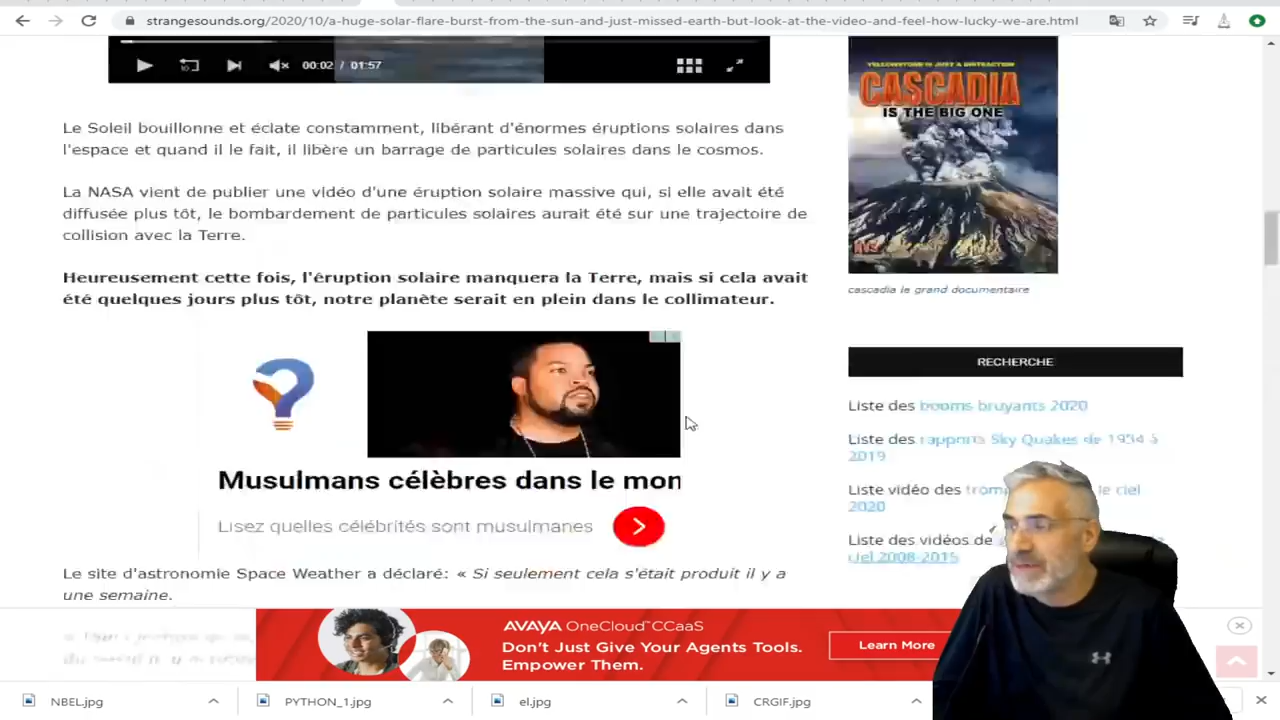 strangesounds.org/2020/10/a-huge-solar-flare-burst-from-the-sun-and-just-missed-earth-but-look-at-the-video-and-feel-how-lucky-we-are.html
10
00:02 / 01:57
Le Soleil bouillonne et éclate constamment, libérant d'énormes éruptions solaires dans
l'espace et quand il le fait, il libère un barrage de particules solaires dans le cosmos.
La NASA vient de publier une vidéo d'une éruption solaire massive qui, si elle avait été
diffusée plus tôt, le bombardement de particules solaires aurait été sur une trajectoire de
collision avec la Terre.
Heureusement cette fois, l'éruption solaire manquera la Terre, mais si cela avait
été quelques jours plus tôt, notre planète serait en plein dans le collimateur.
Musulmans célèbres dans le mon
Lisez quelles célébrités sont musulmanes
Le site d'astronomie Space Weather a déclaré: « Si seulement cela s'était produit il y a
une semaine.
YELLOWSTONE IS JUST A DISTRACTION
CASCADIA
IS THE BIG ONE
cascadia le grand documentaire
RECHERCHE
Liste des booms bruyants 2020
Liste des rapports Sky Quakes de 1934 à
2019
Liste vidéo des le ciel
2020
Liste des vidéos de
ciel 2008-2015
AVAYA OneCloud™CCaaS
Don't Just Give Your Agents Tools.
Empower Them.
Learn More
NBEL.jpg
PYTHON_1.jpg
el.jpg
CRGIF.jpg